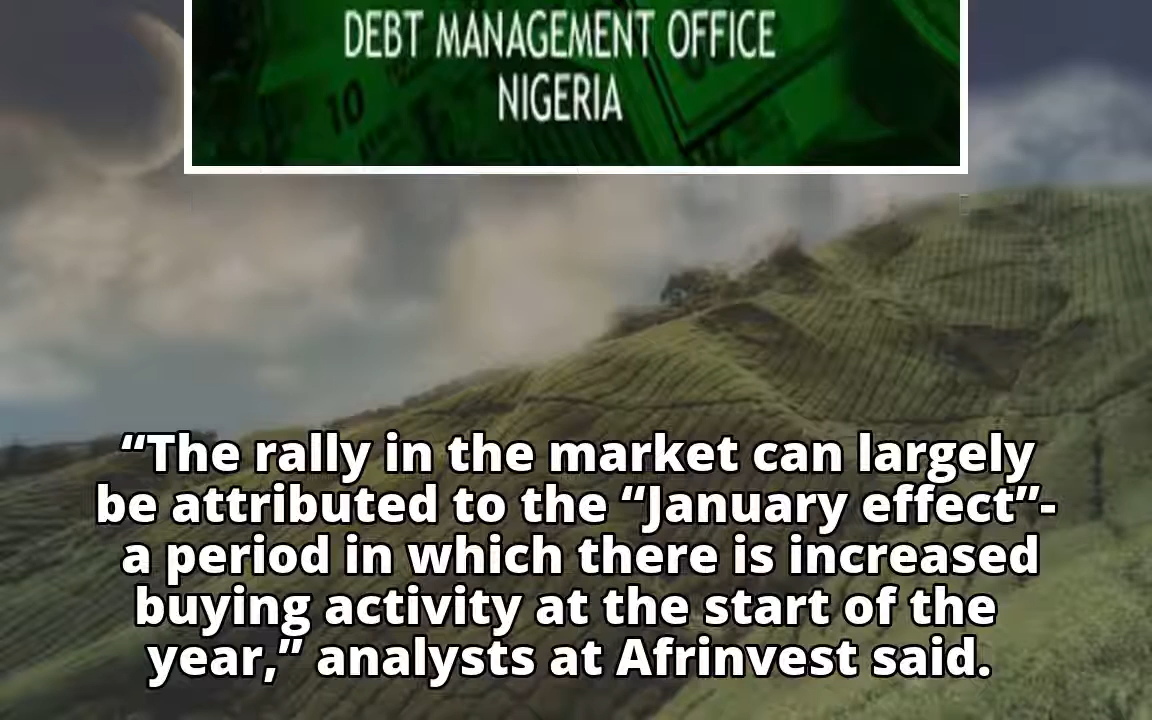 DEBT MANAGEMENT OFFICE
NIGERIA
10
“The rally in the market can largely
be attributed to the “January effect”-
a period in which there is increased
buying activity at the start of the
year,” analysts at Afrinvest said.